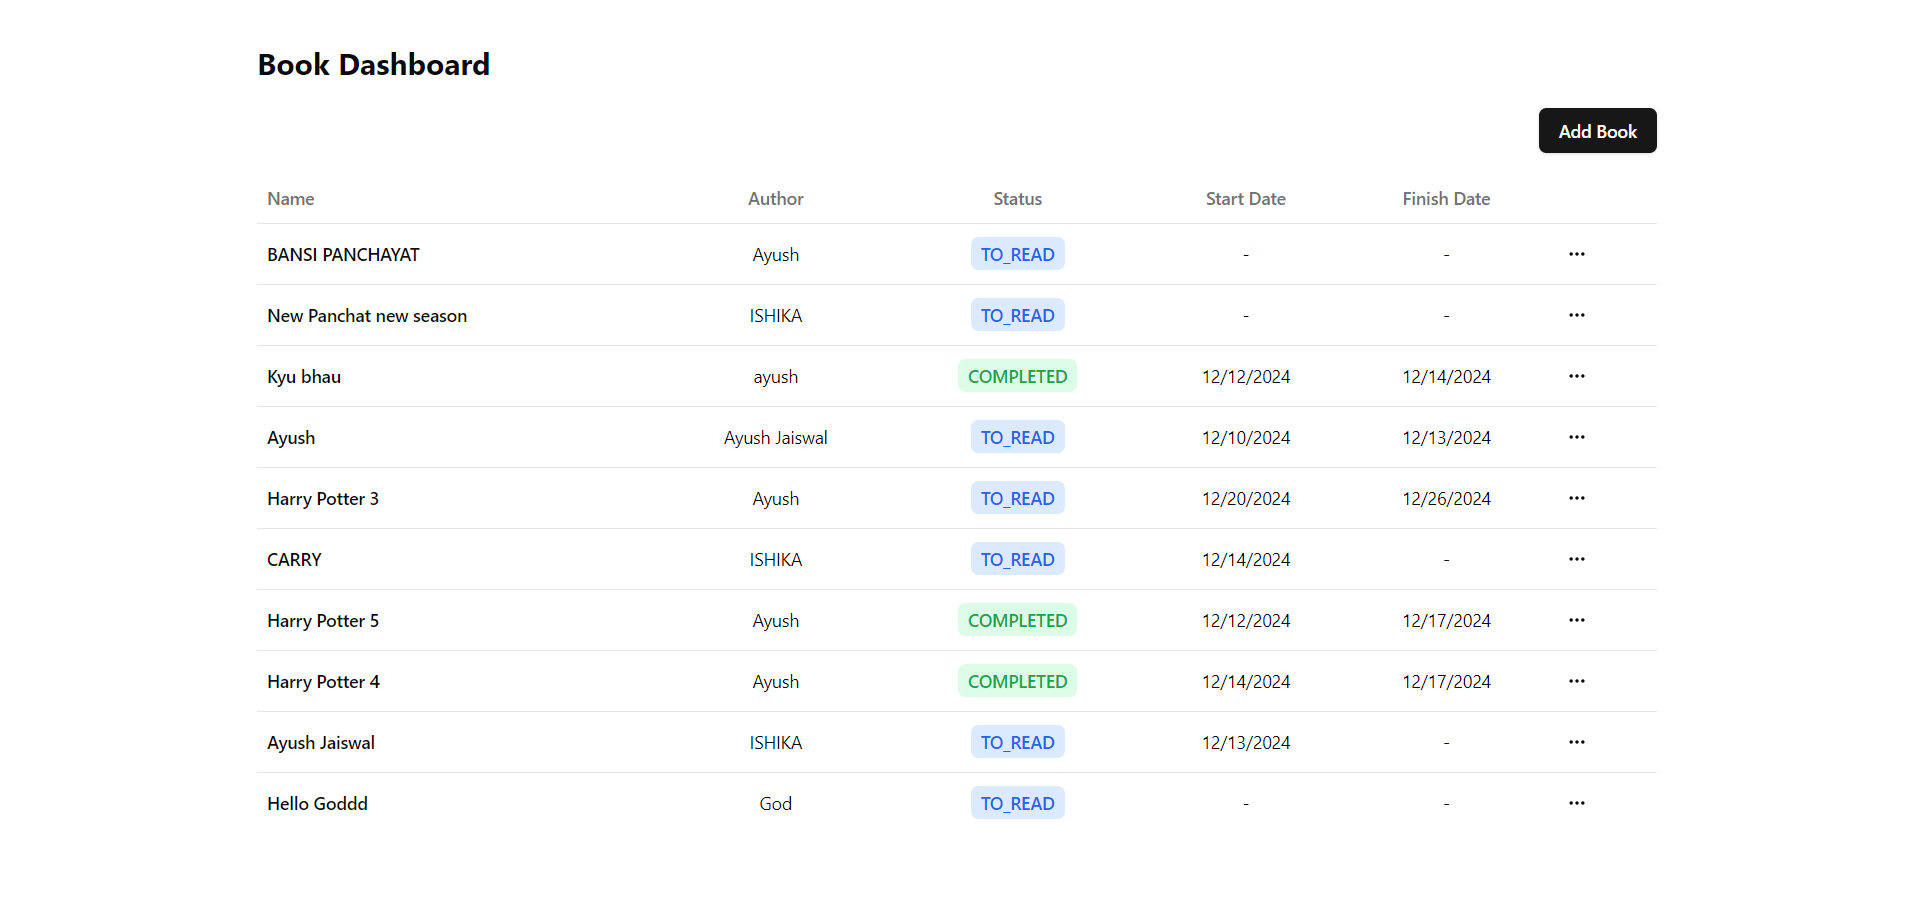 Book Dashboard
Add Book
Name Author Status Start Date Finish Date
BANSI PANCHAYAT Ayush TO_READ - - ...
New Panchat new season ISHIKA TO_READ - - ...
Kyu bhau ayush COMPLETED 12/12/2024 12/14/2024 ...
Ayush Ayush Jaiswal TO_READ 12/10/2024 12/13/2024 ...
Harry Potter 3 Ayush TO_READ 12/20/2024 12/26/2024 ...
CARRY ISHIKA TO_READ 12/14/2024 - ...
Harry Potter 5 Ayush COMPLETED 12/12/2024 12/17/2024 ...
Harry Potter 4 Ayush COMPLETED 12/14/2024 12/17/2024 ...
Ayush Jaiswal ISHIKA TO_READ 12/13/2024 - ...
Hello Goddd God TO_READ - - ...